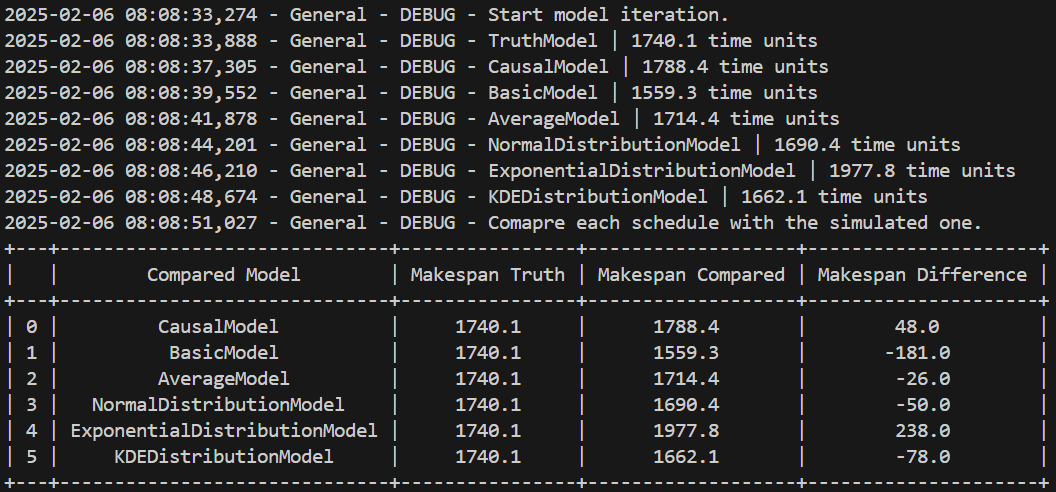 2025-02-06 08:08:33,274 - General - DEBUG - Start model iteration.
2025-02-06 08:08:33,888 - General - DEBUG - TruthModel | 1740.1 time units
2025-02-06 08:08:37,305 - General - DEBUG - CausalModel | 1788.4 time units
2025-02-06 08:08:39,552 - General - DEBUG - BasicModel | 1559.3 time units
2025-02-06 08:08:41,878 - General - DEBUG - AverageModel | 1714.4 time units
2025-02-06 08:08:44,201 - General - DEBUG - NormalDistributionModel | 1690.4 time units
2025-02-06 08:08:46,210 - General - DEBUG - ExponentialDistributionModel | 1977.8 time units
2025-02-06 08:08:48,674 - General - DEBUG - KDEDistributionModel | 1662.1 time units
2025-02-06 08:08:51,027 - General - DEBUG - Comapre each schedule with the simulated one.
+---+------------------------------+----------------+-------------------+---------------------+
|   |        Compared Model        | Makespan Truth | Makespan Compared | Makespan Difference |
+---+------------------------------+----------------+-------------------+---------------------+
| 0 |         CausalModel          |     1740.1     |      1788.4       |        48.0         |
| 1 |          BasicModel          |     1740.1     |      1559.3       |       -181.0        |
| 2 |         AverageModel         |     1740.1     |      1714.4       |        -26.0        |
| 3 |   NormalDistributionModel    |     1740.1     |      1690.4       |        -50.0        |
| 4 | ExponentialDistributionModel |     1740.1     |      1977.8       |        238.0        |
| 5 |     KDEDistributionModel     |     1740.1     |      1662.1       |        -78.0        |
+---+------------------------------+----------------+-------------------+---------------------+